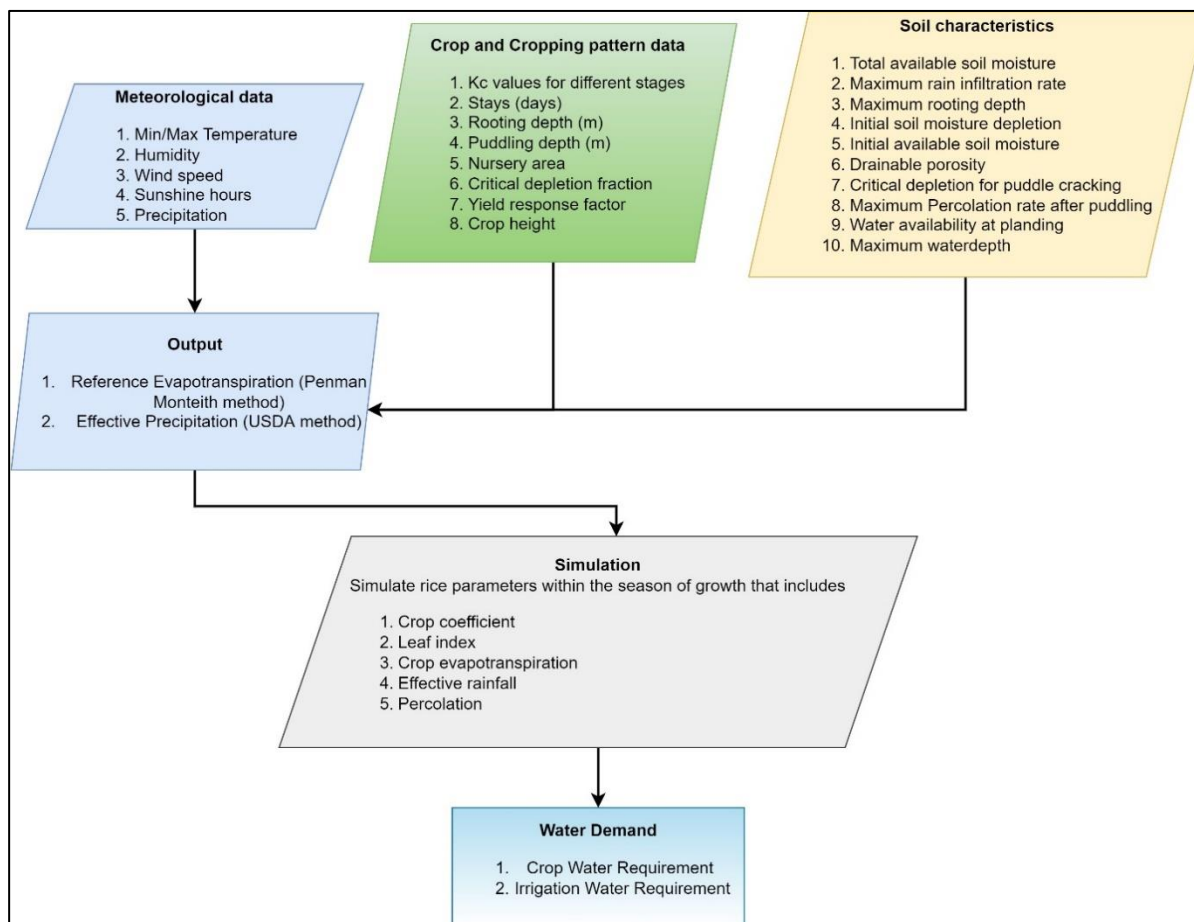 Meteorological data
1. Min/Max Temperature
2. Humidity
3. Wind speed
4. Sunshine hours
5. Precipitation
Crop and Cropping pattern data
1. Kc values for different stages
2. Stays (days)
3. Rooting depth (m)
4. Puddling depth (m)
5. Nursery area
6. Critical depletion fraction
7. Yield response factor
8. Crop height
Soil characteristics
1. Total available soil moisture
2. Maximum rain infiltration rate
3. Maximum rooting depth
4. Initial soil moisture depletion
5. Initial available soil moisture
6. Drainable porosity
7. Critical depletion for puddle cracking
8. Maximum Percolation rate after puddling
9. Water availability at planding
10. Maximum waterdepth
Output
1. Reference Evapotranspiration (Penman
Monteith method)
2. Effective Precipitation (USDA method)
Simulation
Simulate rice parameters within the season of growth that includes
1. Crop coefficient
2. Leaf index
3. Crop evapotranspiration
4. Effective rainfall
5. Percolation
Water Demand
1. Crop Water Requirement
2. Irrigation Water Requirement